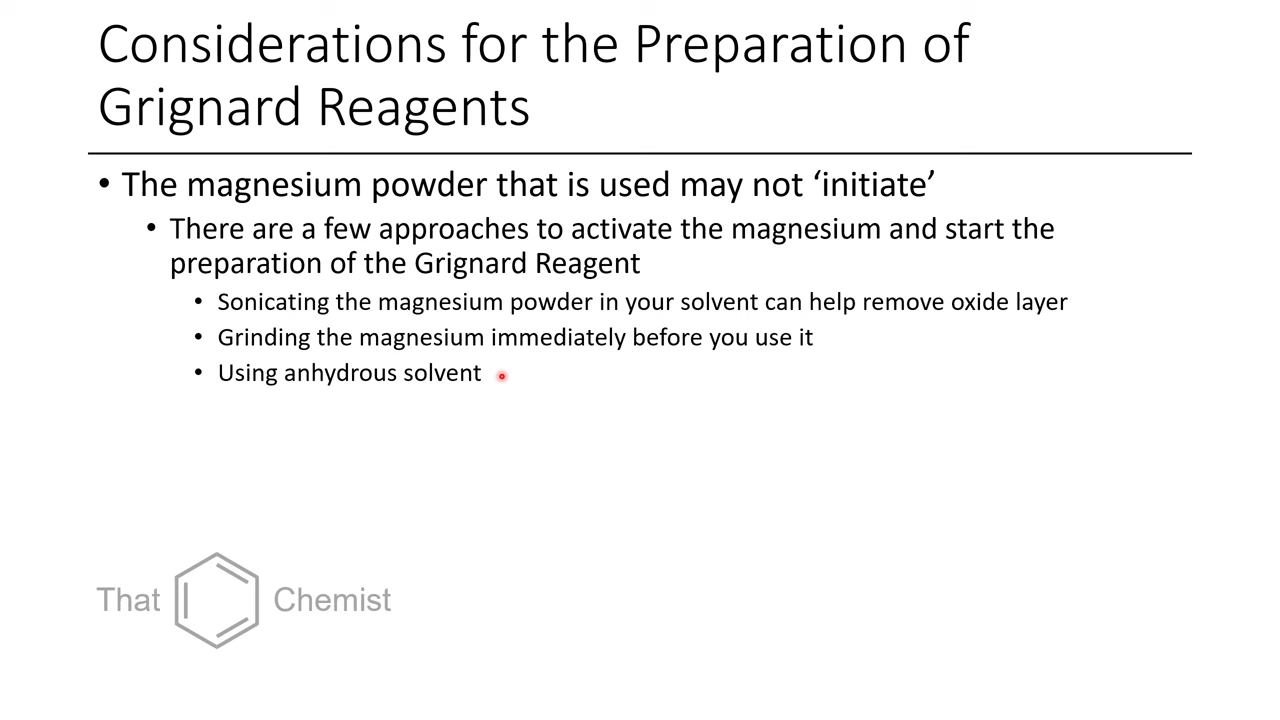 Considerations for the Preparation of
Grignard Reagents
• The magnesium powder that is used may not ‘initiate’
• There are a few approaches to activate the magnesium and start the
preparation of the Grignard Reagent
• Sonicating the magnesium powder in your solvent can help remove oxide layer
• Grinding the magnesium immediately before you use it
• Using anhydrous solvent
That Chemist